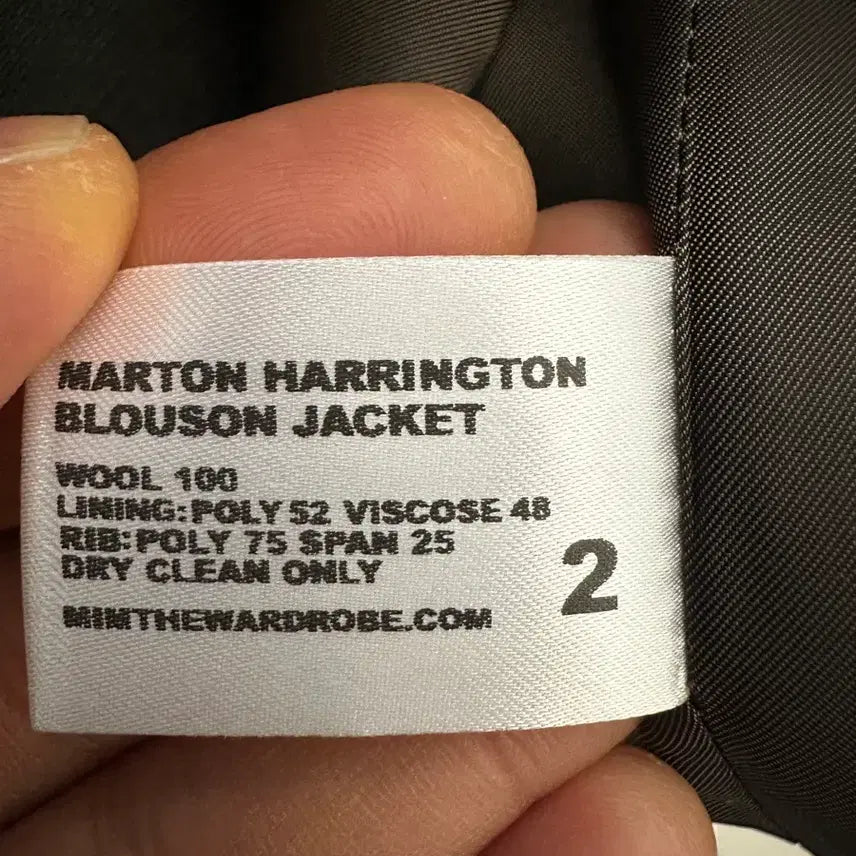 MARTON HARRINGTON
BLOUSON JACKET
WOOL 100
LINING:POLY 52 VISCOSE 48
RIB:POLY 75 SPAN 25
DRY CLEAN ONLY
2
MIMTHEWARDROBE.COM